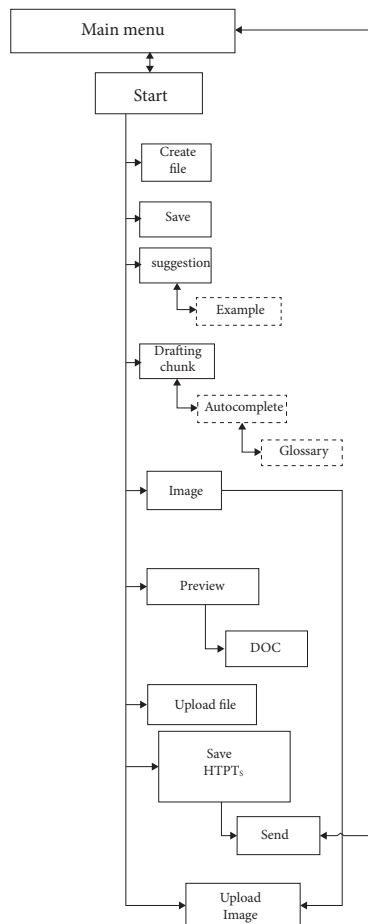 Main menu
Start
Create
file
Save
suggestion
Example
Drafting
chunk
Autocomplete
Glossary
Image
Preview
DOC
Upload file
Save
HTPTs
Send
Upload
Image